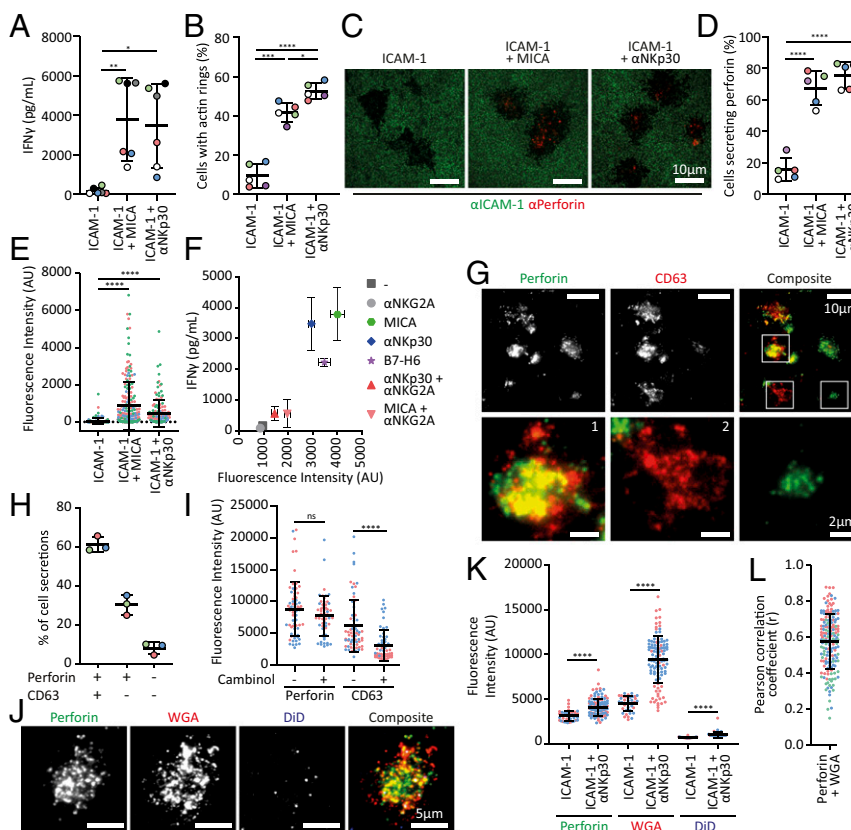 A
IFNγ (pg/mL)
8000
6000
4000
2000
0
*
**
ICAM-1
ICAM-1
+ MICA
ICAM-1 +
αNKp30
B
Cells with actin rings (%)
80
60
40
20
0
****
***
*
ICAM-1
ICAM-1
+ MICA
ICAM-1 +
αNKp30
C
ICAM-1
ICAM-1
+ MICA
ICAM-1
+ αNKp30
10μm
αICAM-1 αPerforin
D
Cells secreting perforin (%)
100
80
60
40
20
0
****
****
ICAM-1
ICAM-1
+ MICA
ICAM-1 +
αNKp30
E
Fluorescence Intensity (AU)
8000
6000
4000
2000
0
****
****
ICAM-1
ICAM-1
+ MICA
ICAM-1 +
αNKp30
F
IFNγ (pg/mL)
5000
4000
3000
2000
1000
0
0
1000
2000
3000
4000
5000
Fluorescence Intensity (AU)
-
αNKG2A
MICA
αNKp30
B7-H6
αNKp30 +
αNKG2A
MICA +
αNKG2A
G
Perforin
CD63
Composite
10μm
1
2
2μm
H
% of cell secretions
80
60
40
20
0
Perforin + + -
CD63 + - -
I
Fluorescence Intensity (AU)
25000
20000
15000
10000
5000
0
ns
****
Cambinol - + - +
Perforin CD63
J
Perforin
WGA
DiD
Composite
5μm
K
Fluorescence
Intensity (AU)
20000
15000
10000
5000
0
****
****
****
ICAM-1
ICAM-1 +
αNKp30
ICAM-1
ICAM-1 +
αNKp30
ICAM-1
ICAM-1 +
αNKp30
Perforin
WGA
DiD
L
Pearson correlation
coeffecient (r)
1.0
0.8
0.6
0.4
0.2
0.0
Perforin
+ WGA